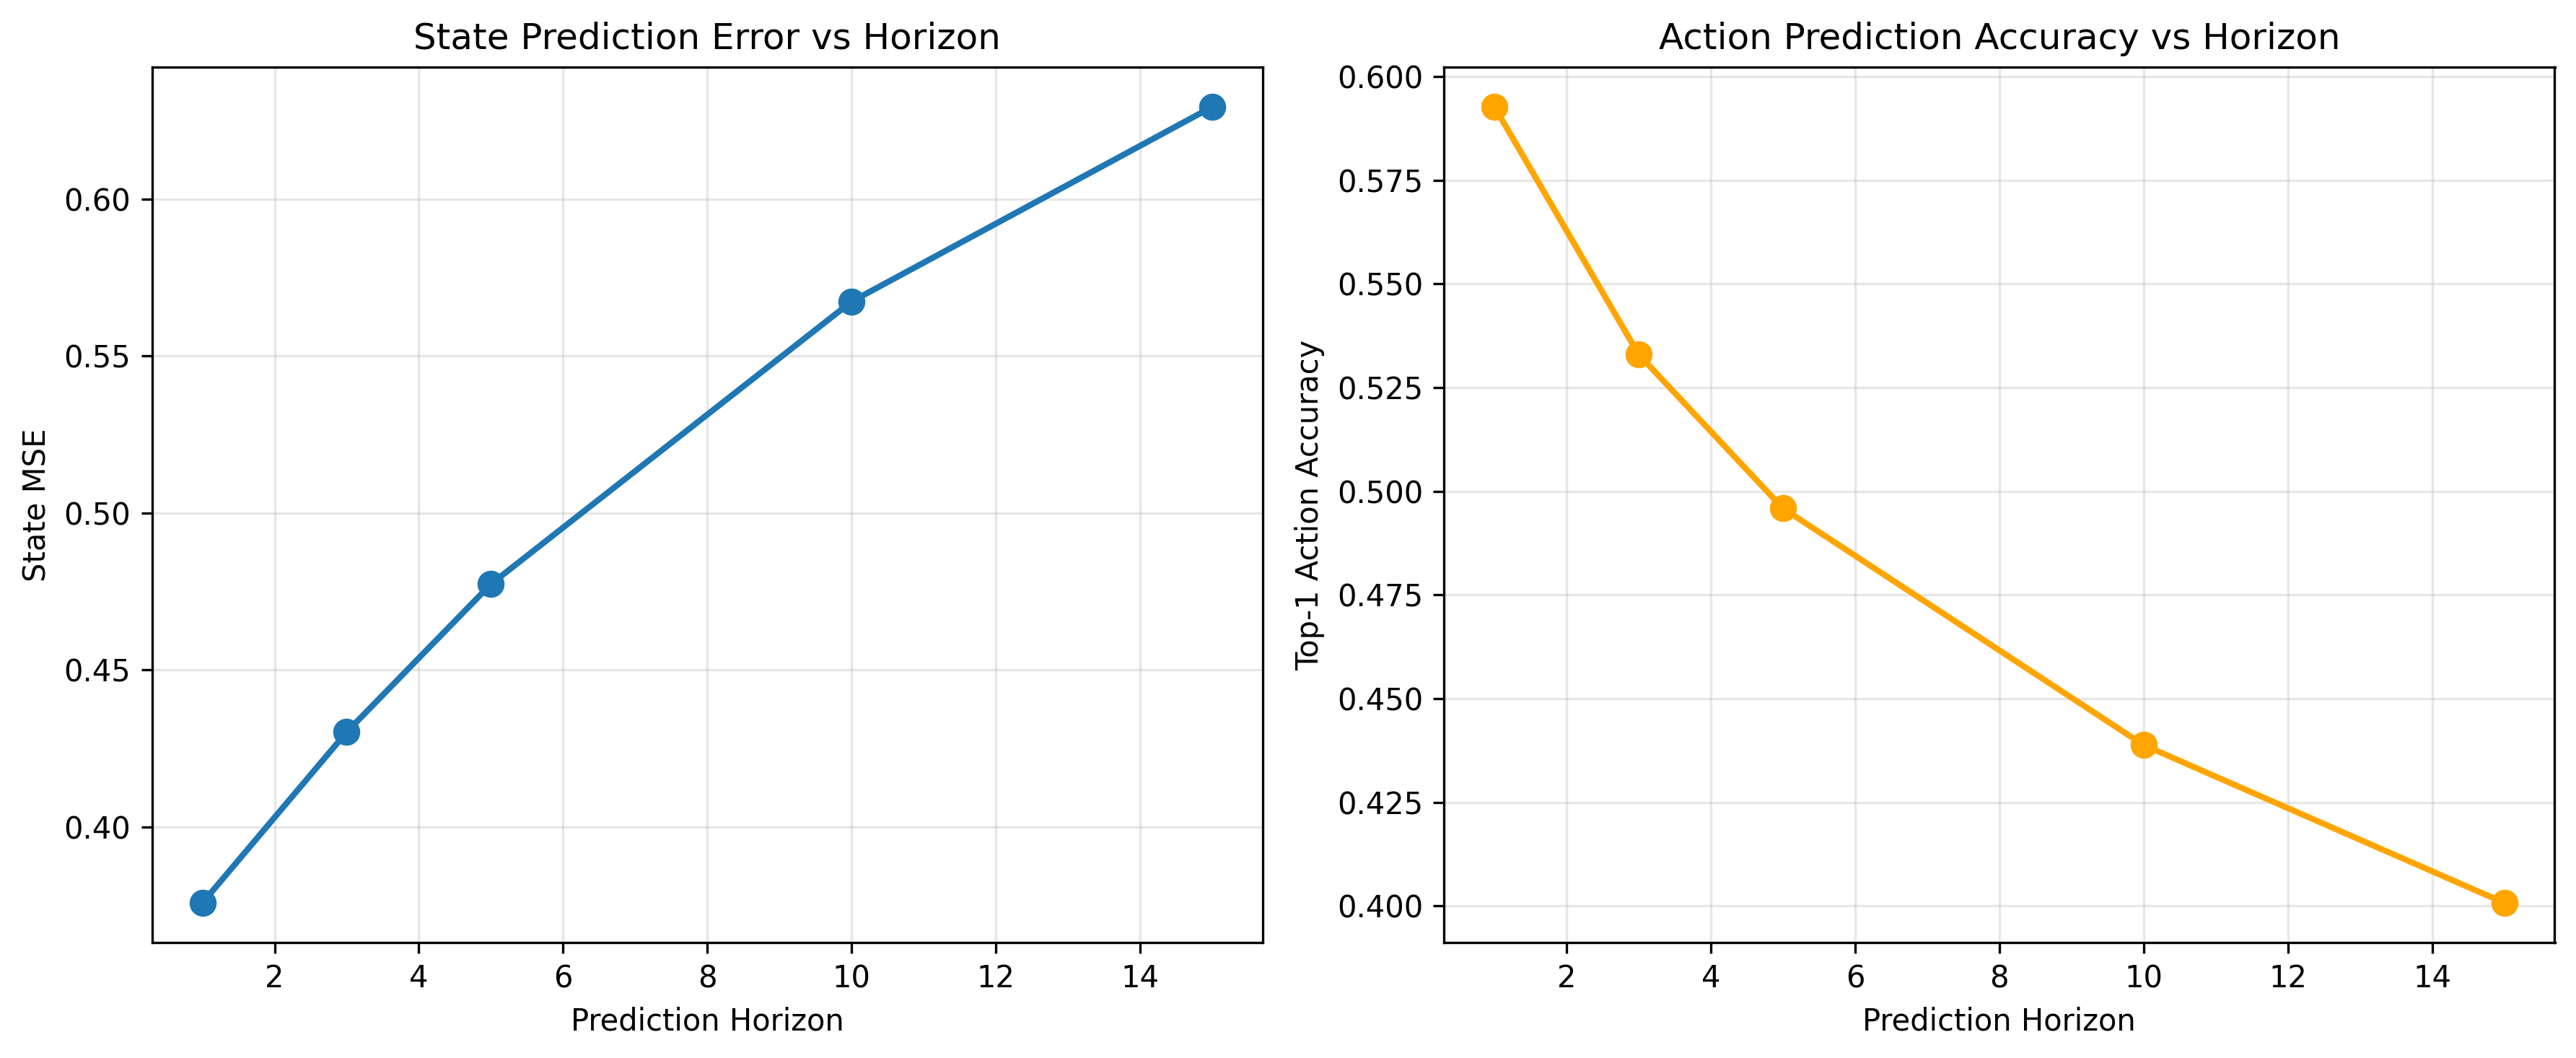 State Prediction Error vs Horizon
State MSE
0.60
0.55
0.50
0.45
0.40
2 4 6 8 10 12 14
Prediction Horizon
Action Prediction Accuracy vs Horizon
Top-1 Action Accuracy
0.600
0.575
0.550
0.525
0.500
0.475
0.450
0.425
0.400
2 4 6 8 10 12 14
Prediction Horizon